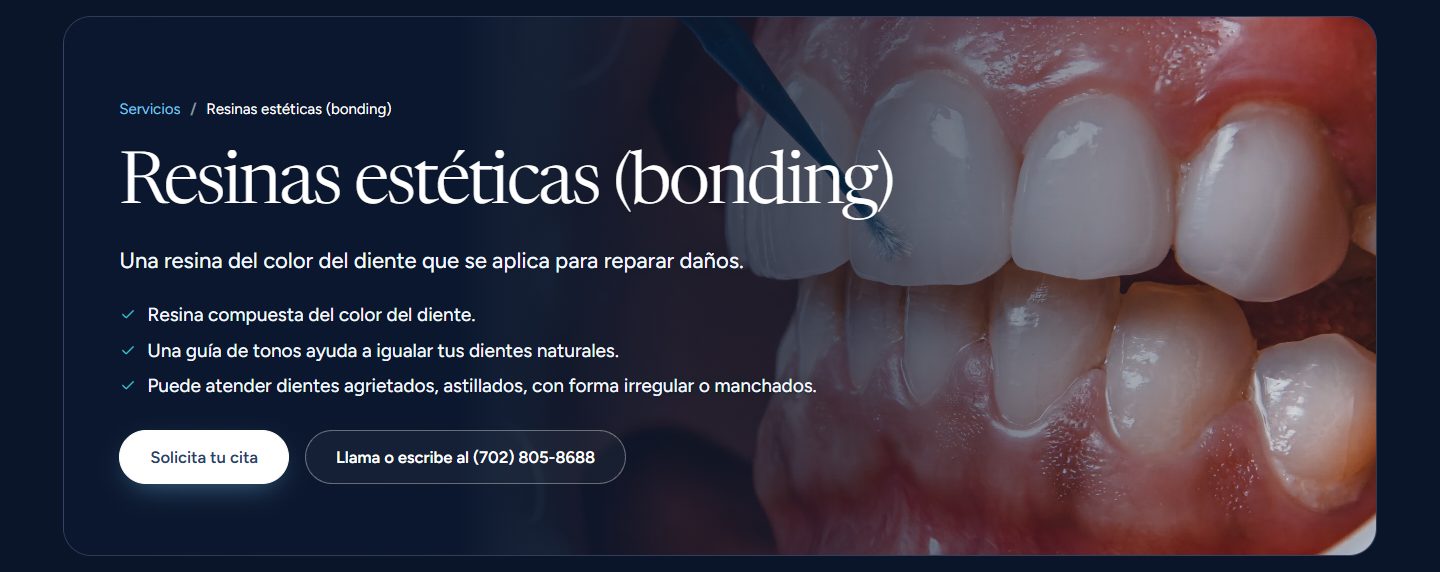 Servicios / Resinas estéticas (bonding)
Resinas estéticas (bonding)
Una resina del color del diente que se aplica para reparar daños.
Resina compuesta del color del diente.
Una guía de tonos ayuda a igualar tus dientes naturales.
Puede atender dientes agrietados, astillados, con forma irregular o manchados.
Solicita tu cita
Llama o escribe al (702) 805-8688